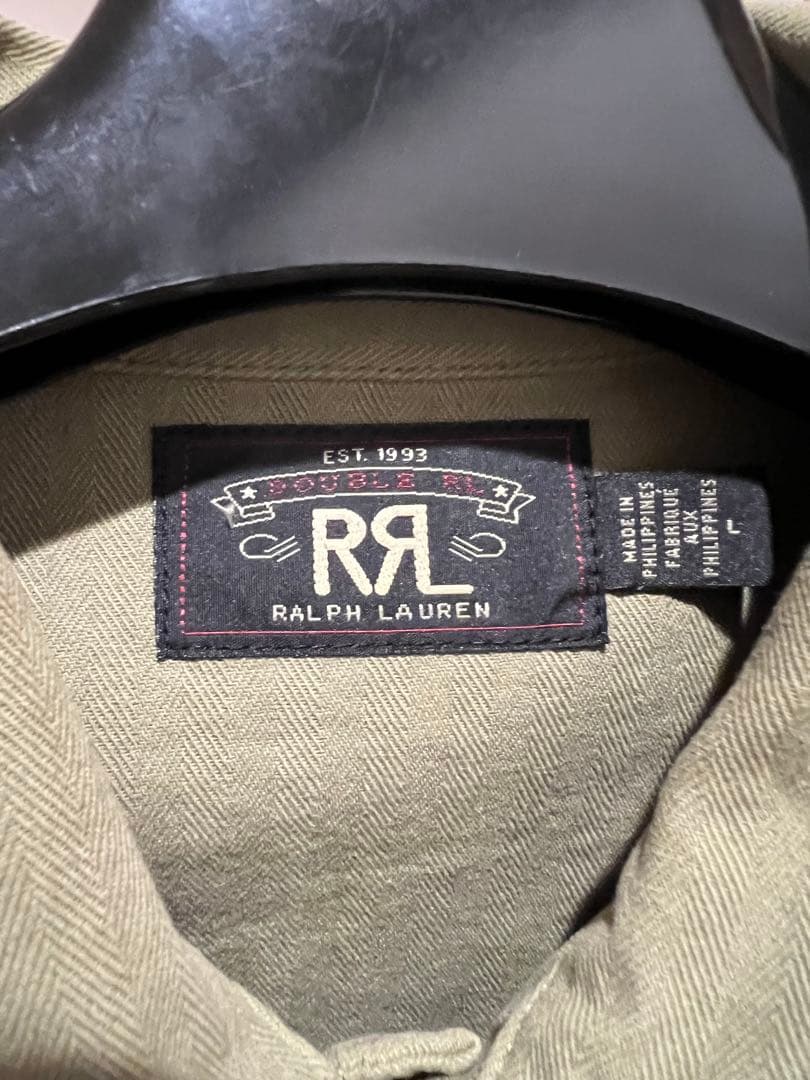 EST. 1993
DOUBLE RL
RRL
RALPH LAUREN
MADE IN
PHILIPPINES
FABRIQUE
AUX
PHILIPPINES
L